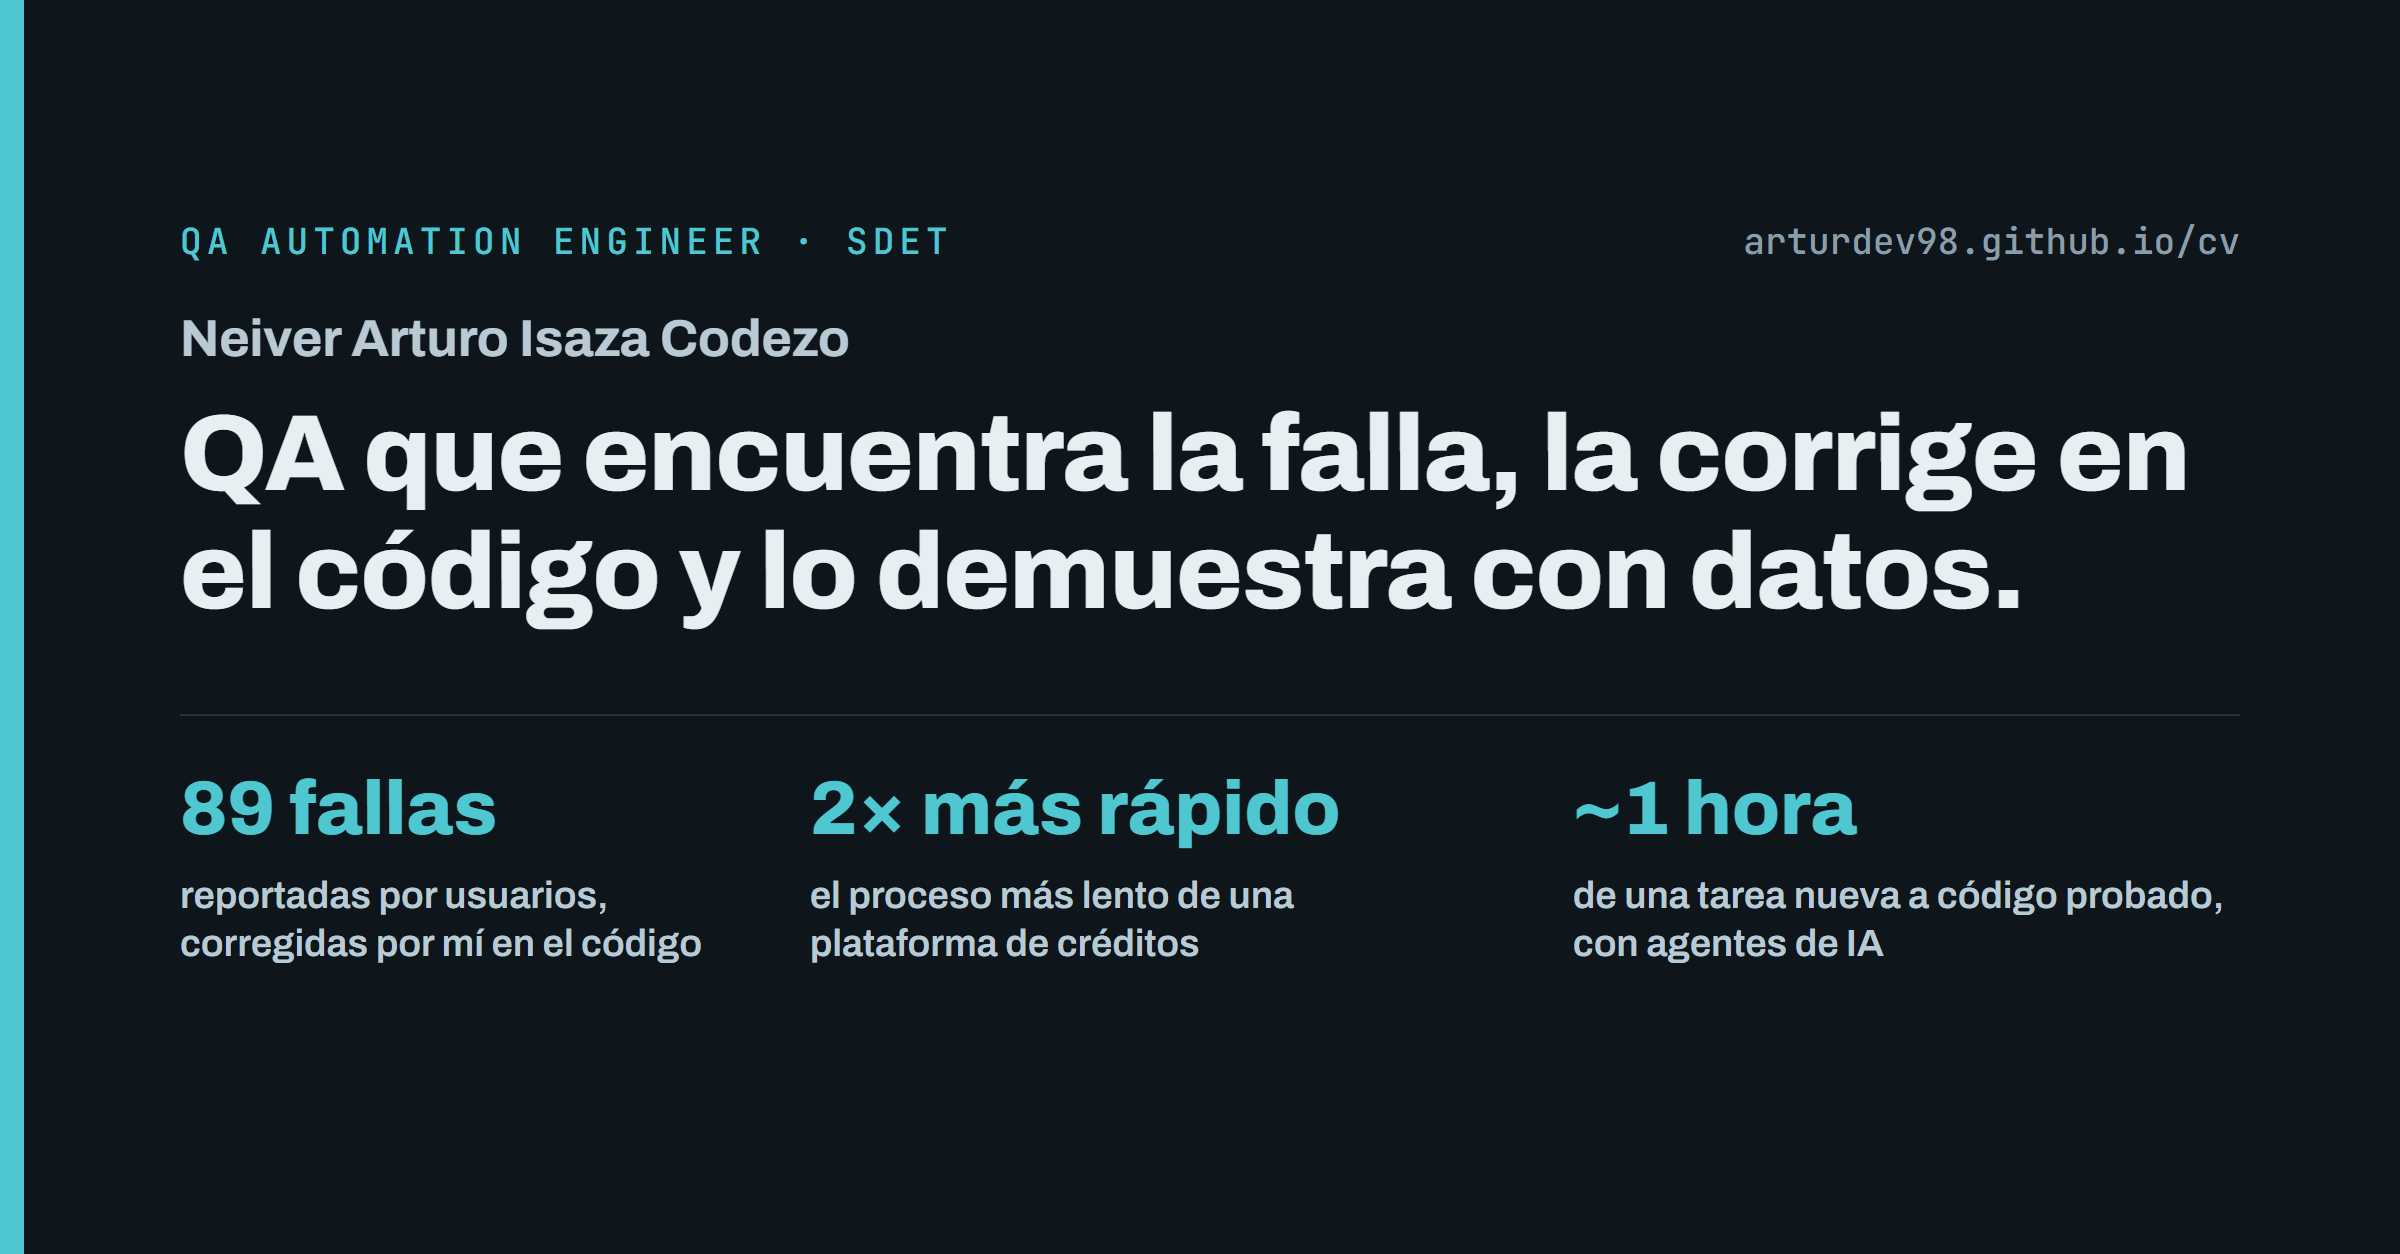 QA AUTOMATION ENGINEER · SDET
arturdev98.github.io/cv
Neiver Arturo Isaza Codezo
QA que encuentra la falla, la corrige en
el código y lo demuestra con datos.
89 fallas
reportadas por usuarios,
corregidas por mí en el código
2× más rápido
el proceso más lento de una
plataforma de créditos
~1 hora
de una tarea nueva a código probado,
con agentes de IA